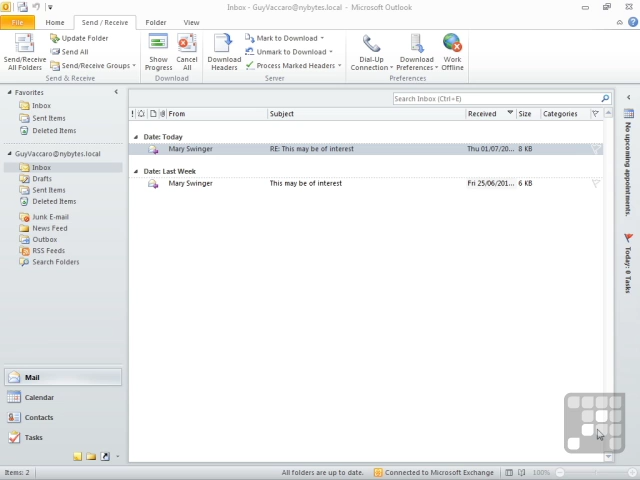 Inbox - GuyVaccaro@nybytes.local - Microsoft Outlook
File Home Send / Receive Folder View
Send/Receive All Folders
Update Folder
Send All
Send/Receive Groups
Send & Receive
Show Progress
Cancel All
Download
Download Headers
Mark to Download
Unmark to Download
Process Marked Headers
Server
Dial-Up Connection
Download Preferences
Work Offline
Preferences
Favorites
Inbox
Sent Items
Deleted Items
GuyVaccaro@nybytes.local
Inbox
Drafts
Sent Items
Deleted Items
Junk E-mail
News Feed
Outbox
RSS Feeds
Search Folders
Mail
Calendar
Contacts
Tasks
Search Inbox (Ctrl+E)
From Subject Received Size Categories
Date: Today
Mary Swinger RE: This may be of interest Thu 01/07/20... 8 KB
Date: Last Week
Mary Swinger This may be of interest Fri 25/06/201... 6 KB
No upcoming appointments.
Today: 0 Tasks
Items: 2
All folders are up to date. Connected to Microsoft Exchange 100%